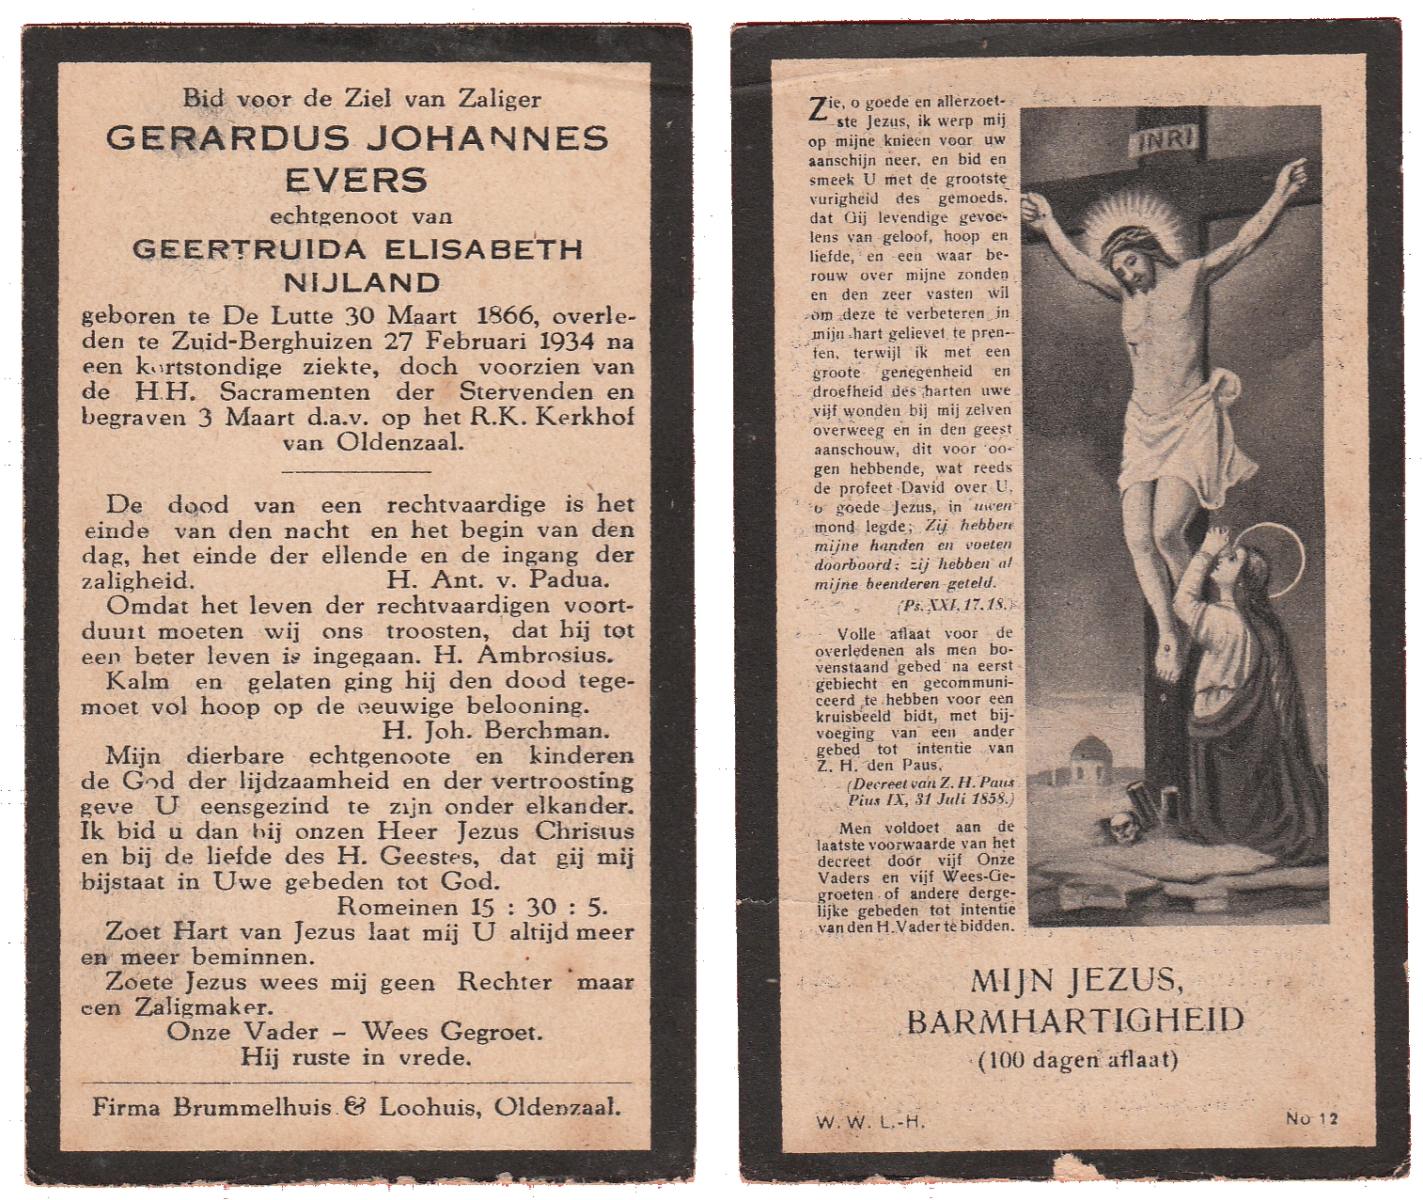 Bid voor de Ziel van Zaliger
GERARDUS JOHANNES
EVERS
echtgenoot van
GEERTRUIDA ELISABETH
NIJLAND
geboren te De Lutte 30 Maart 1866, overle-
den te Zuid-Berghuizen 27 Februari 1934 na
een kortstondige ziekte, doch voorzien van
de H.H. Sacramenten der Stervenden en
begraven 3 Maart d.a.v. op het R.K. Kerkhof
van Oldenzaal.
De dood van een rechtvaardige is het
einde van den nacht en het begin van den
dag, het einde der ellende en de ingang der
zaligheid. H. Ant. v. Padua.
Omdat het leven der rechtvaardigen voort-
duurt moeten wij ons troosten, dat hij tot
een beter leven is ingegaan. H. Ambrosius.
Kalm en gelaten ging hij den dood tege-
moet vol hoop op de eeuwige belooning.
H. Joh. Berchman.
Mijn dierbare echtgenoote en kinderen
de God der lijdzaamheid en der vertroosting
geve U eensgezind te zijn onder elkander.
Ik bid u dan bij onzen Heer Jezus Christus
en bij de liefde des H. Geestes, dat gij mij
bijstaat in Uwe gebeden tot God.
Romeinen 15 : 30 : 5.
Zoet Hart van Jezus laat mij U altijd meer
en meer beminnen.
Zoete Jezus wees mij geen Rechter maar
een Zaligmaker.
Onze Vader – Wees Gegroet.
Hij ruste in vrede.
Firma Brummelhuis & Loohuis, Oldenzaal.
Zie, o goede en allerzoet-
ste Jezus, ik werp mij
op mijne knieen voor uw
aanschijn neer, en bid en
smeek U met de grootste
vurigheid des gemoeds,
dat Gij levendige gevoe-
lens van geloof, hoop en
liefde, en een waar be-
rouw over mijne zonden
en den zeer vasten wil
om deze te verbeteren in
mijn hart gelievet te pren-
ten, terwijl ik met een
groote genegenheid en
droefheid des harten uwe
vijf wonden bij mij zelven
overweeg en in den geest
aanschouw, dit voor oo-
gen hebbende, wat reeds
de profeet David over U,
o goede Jezus, in uwen
mond legde; Zij hebben
mijne handen en voeten
doorboord: zij hebben al
mijne beenderen geteld.
(Ps. XXI, 17. 18.)
Volle aflaat voor de
overledenen als men bo-
venstaand gebed na eerst
gebiecht en gecommuni-
ceerd te hebben voor een
kruisbeeld bidt, met bij-
voeging van een ander
gebed tot intentie van
Z. H. den Paus.
(Decreet van Z. H. Paus
Pius IX, 31 Juli 1858.)
Men voldoet aan de
laatste voorwaarde van het
decreet door vijf Onze
Vaders en vijf Wees-Ge-
groeten of andere derge-
lijke gebeden tot intentie
van den H. Vader te bidden.
INRI
MIJN JEZUS,
BARMHARTIGHEID
(100 dagen aflaat)
W. W. L.-H. No 12